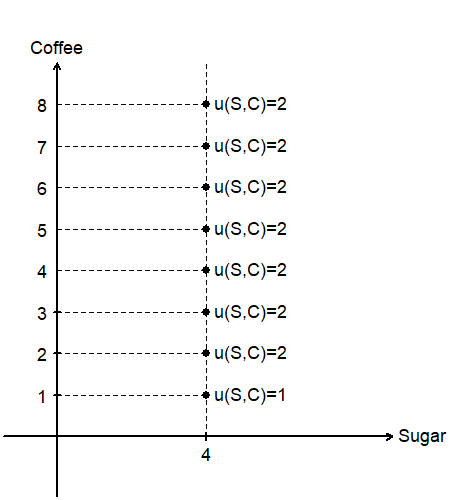 Coffee
8 u(S,C)=2
7 u(S,C)=2
6 u(S,C)=2
5 u(S,C)=2
4 u(S,C)=2
3 u(S,C)=2
2 u(S,C)=2
1 u(S,C)=1
Sugar
4